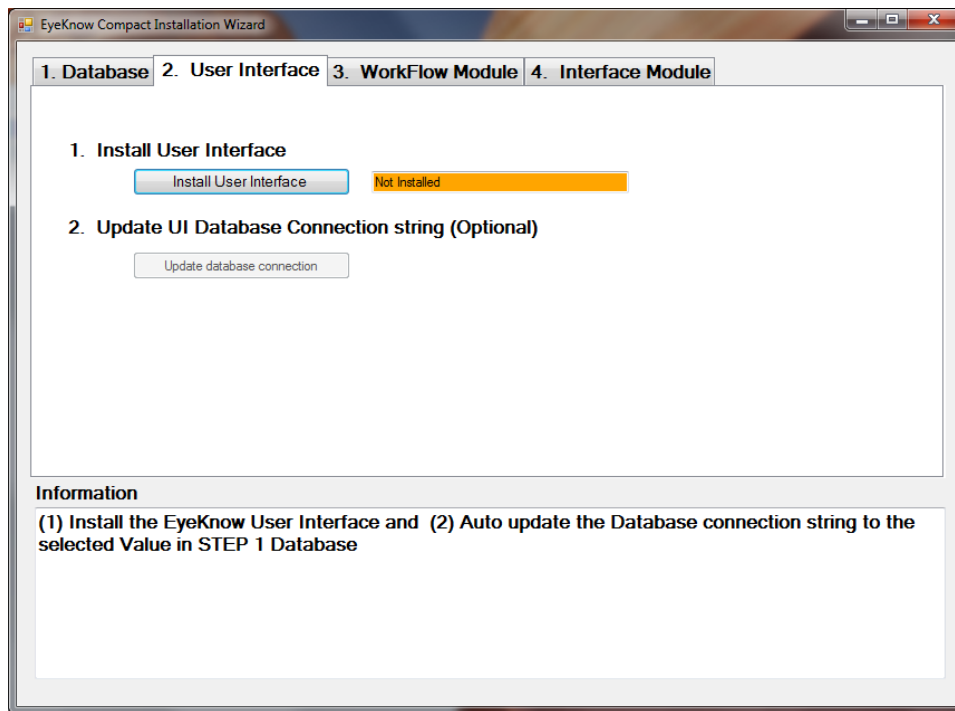 EyeKnow Compact Installation Wizard
1. Database 2. User Interface 3. WorkFlow Module 4. Interface Module
1. Install User Interface
Install User Interface Not Installed
2. Update UI Database Connection string (Optional)
Update database connection
Information
(1) Install the EyeKnow User Interface and (2) Auto update the Database connection string to the
selected Value in STEP 1 Database